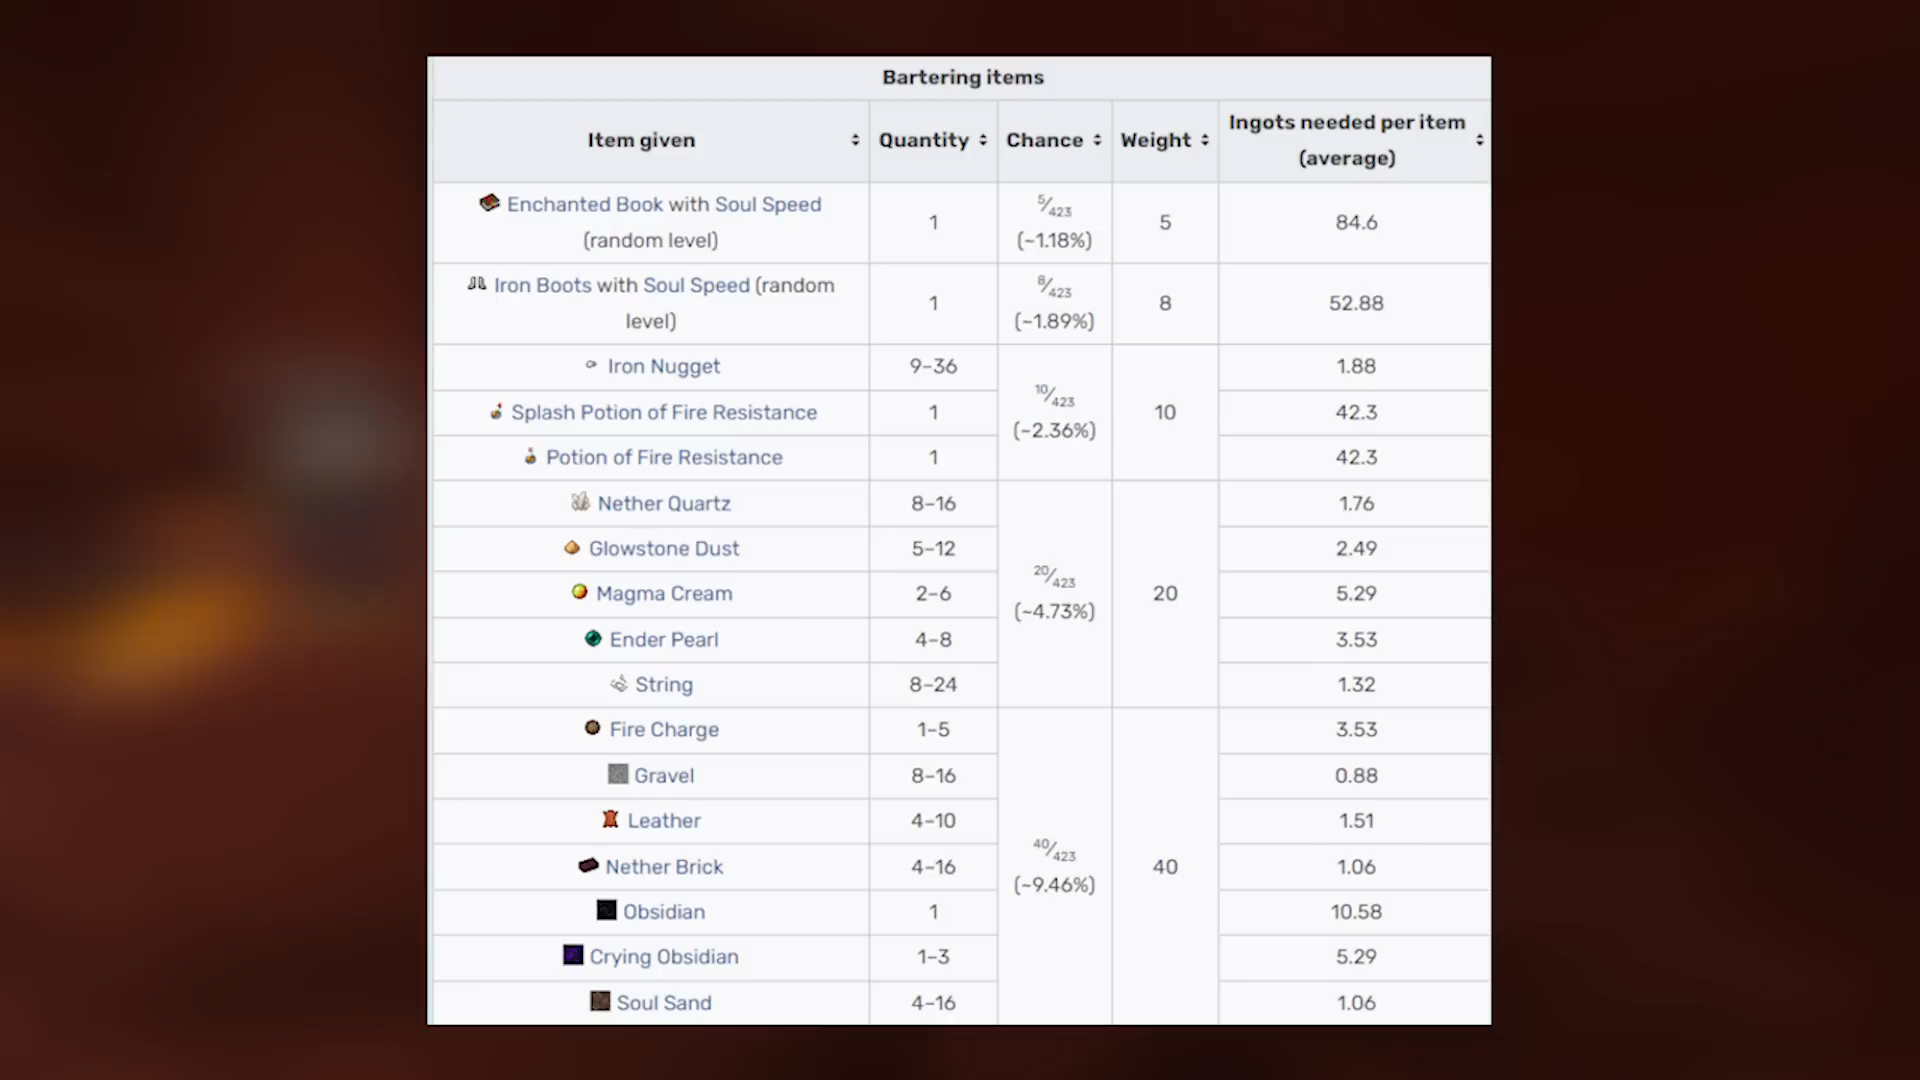 Bartering items
Item given Quantity Chance Weight Ingots needed per item (average)
Enchanted Book with Soul Speed (random level) 1 5/423 (~1.18%) 5 84.6
Iron Boots with Soul Speed (random level) 1 8/423 (~1.89%) 8 52.88
Iron Nugget 9–36 10/423 (~2.36%) 10 1.88
Splash Potion of Fire Resistance 1 42.3
Potion of Fire Resistance 1 42.3
Nether Quartz 8–16 20/423 (~4.73%) 20 1.76
Glowstone Dust 5–12 2.49
Magma Cream 2–6 5.29
Ender Pearl 4–8 3.53
String 8–24 1.32
Fire Charge 1–5 40/423 (~9.46%) 40 3.53
Gravel 8–16 0.88
Leather 4–10 1.51
Nether Brick 4–16 1.06
Obsidian 1 10.58
Crying Obsidian 1–3 5.29
Soul Sand 4–16 1.06